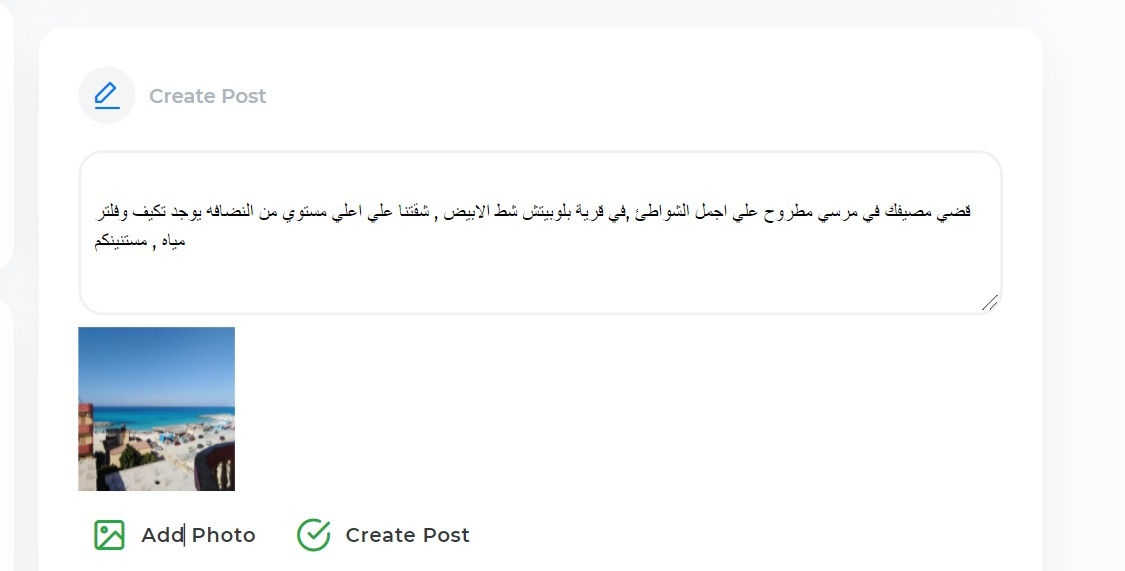 Create Post
قضي مصيفك في مرسي مطروح علي اجمل الشواطئ ,في قرية بلوبيتش شط الابيض , شقتنا علي اعلي مستوي من النضافه يوجد تكيف وفلتر
مياه , مستنينكم
Add Photo
Create Post